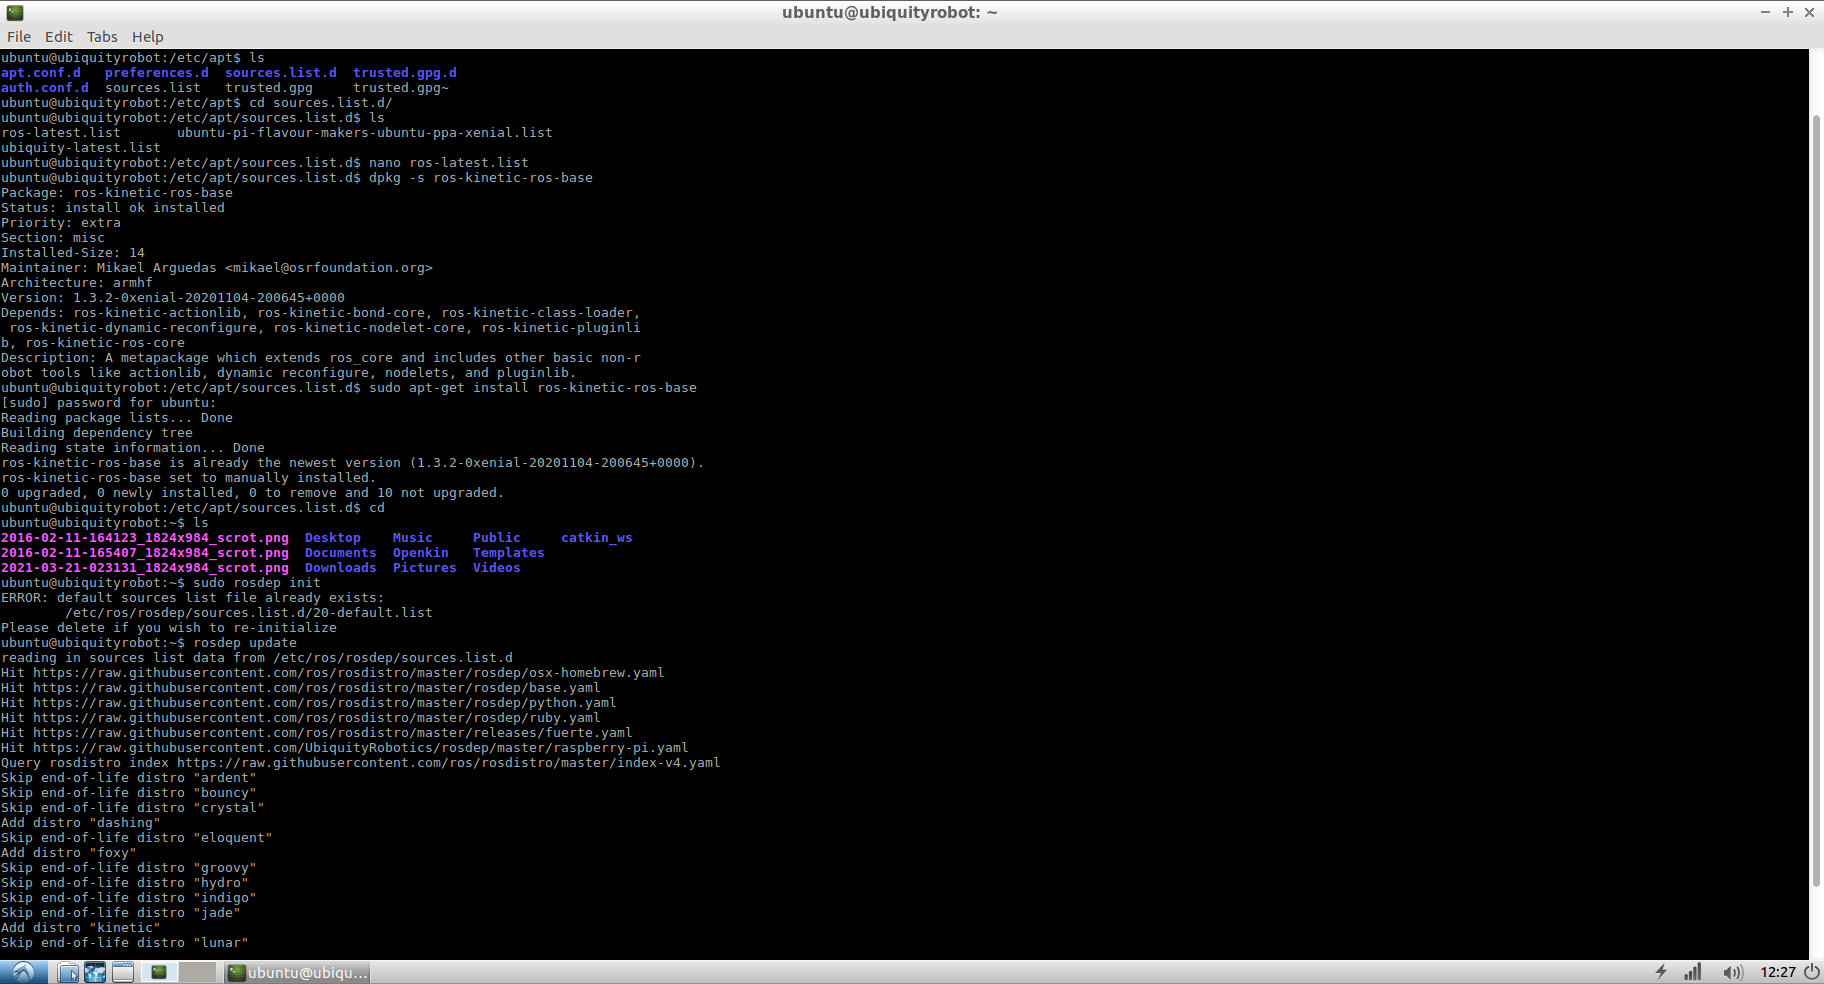 ubuntu@ubiquityrobot: ~
File Edit Tabs Help
ubuntu@ubiquityrobot:/etc/apt$ ls
apt.conf.d   preferences.d  sources.list.d  trusted.gpg.d
auth.conf.d  sources.list   trusted.gpg     trusted.gpg~
ubuntu@ubiquityrobot:/etc/apt$ cd sources.list.d/
ubuntu@ubiquityrobot:/etc/apt/sources.list.d$ ls
ros-latest.list       ubuntu-pi-flavour-makers-ubuntu-ppa-xenial.list
ubiquity-latest.list
ubuntu@ubiquityrobot:/etc/apt/sources.list.d$ nano ros-latest.list
ubuntu@ubiquityrobot:/etc/apt/sources.list.d$ dpkg -s ros-kinetic-ros-base
Package: ros-kinetic-ros-base
Status: install ok installed
Priority: extra
Section: misc
Installed-Size: 14
Maintainer: Mikael Arguedas <mikael@osrfoundation.org>
Architecture: armhf
Version: 1.3.2-0xenial-20201104-200645+0000
Depends: ros-kinetic-actionlib, ros-kinetic-bond-core, ros-kinetic-class-loader,
 ros-kinetic-dynamic-reconfigure, ros-kinetic-nodelet-core, ros-kinetic-pluginli
b, ros-kinetic-ros-core
Description: A metapackage which extends ros_core and includes other basic non-r
obot tools like actionlib, dynamic reconfigure, nodelets, and pluginlib.
ubuntu@ubiquityrobot:/etc/apt/sources.list.d$ sudo apt-get install ros-kinetic-ros-base
[sudo] password for ubuntu:
Reading package lists... Done
Building dependency tree
Reading state information... Done
ros-kinetic-ros-base is already the newest version (1.3.2-0xenial-20201104-200645+0000).
ros-kinetic-ros-base set to manually installed.
0 upgraded, 0 newly installed, 0 to remove and 10 not upgraded.
ubuntu@ubiquityrobot:/etc/apt/sources.list.d$ cd
ubuntu@ubiquityrobot:~$ ls
2016-02-11-164123_1824x984_scrot.png  Desktop    Music     Public     catkin_ws
2016-02-11-165407_1824x984_scrot.png  Documents  Openkin   Templates
2021-03-21-023131_1824x984_scrot.png  Downloads  Pictures  Videos
ubuntu@ubiquityrobot:~$ sudo rosdep init
ERROR: default sources list file already exists:
        /etc/ros/rosdep/sources.list.d/20-default.list
Please delete if you wish to re-initialize
ubuntu@ubiquityrobot:~$ rosdep update
reading in sources list data from /etc/ros/rosdep/sources.list.d
Hit https://raw.githubusercontent.com/ros/rosdistro/master/rosdep/osx-homebrew.yaml
Hit https://raw.githubusercontent.com/ros/rosdistro/master/rosdep/base.yaml
Hit https://raw.githubusercontent.com/ros/rosdistro/master/rosdep/python.yaml
Hit https://raw.githubusercontent.com/ros/rosdistro/master/rosdep/ruby.yaml
Hit https://raw.githubusercontent.com/ros/rosdistro/master/releases/fuerte.yaml
Hit https://raw.githubusercontent.com/UbiquityRobotics/rosdep/master/raspberry-pi.yaml
Query rosdistro index https://raw.githubusercontent.com/ros/rosdistro/master/index-v4.yaml
Skip end-of-life distro "ardent"
Skip end-of-life distro "bouncy"
Skip end-of-life distro "crystal"
Add distro "dashing"
Skip end-of-life distro "eloquent"
Add distro "foxy"
Skip end-of-life distro "groovy"
Skip end-of-life distro "hydro"
Skip end-of-life distro "indigo"
Skip end-of-life distro "jade"
Add distro "kinetic"
Skip end-of-life distro "lunar"
ubuntu@ubiqu... 12:27